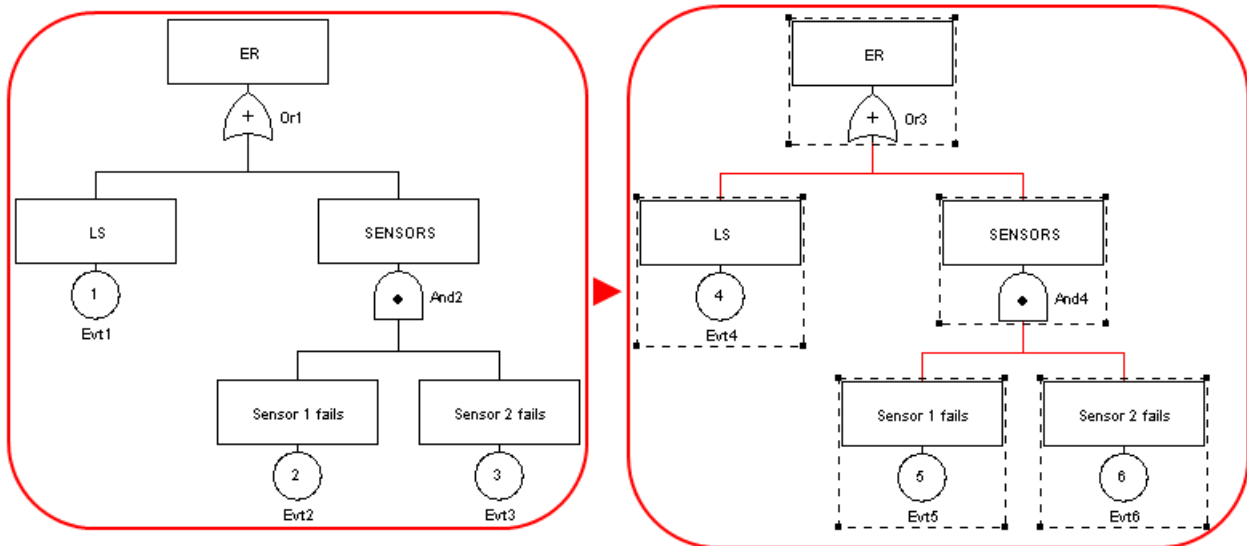 ER
+
Or1
LS
SENSORS
1
Evt1
And2
Sensor 1 fails
Sensor 2 fails
2
3
Evt2
Evt3
ER
+
Or3
LS
SENSORS
4
Evt4
And4
Sensor 1 fails
Sensor 2 fails
5
6
Evt5
Evt6